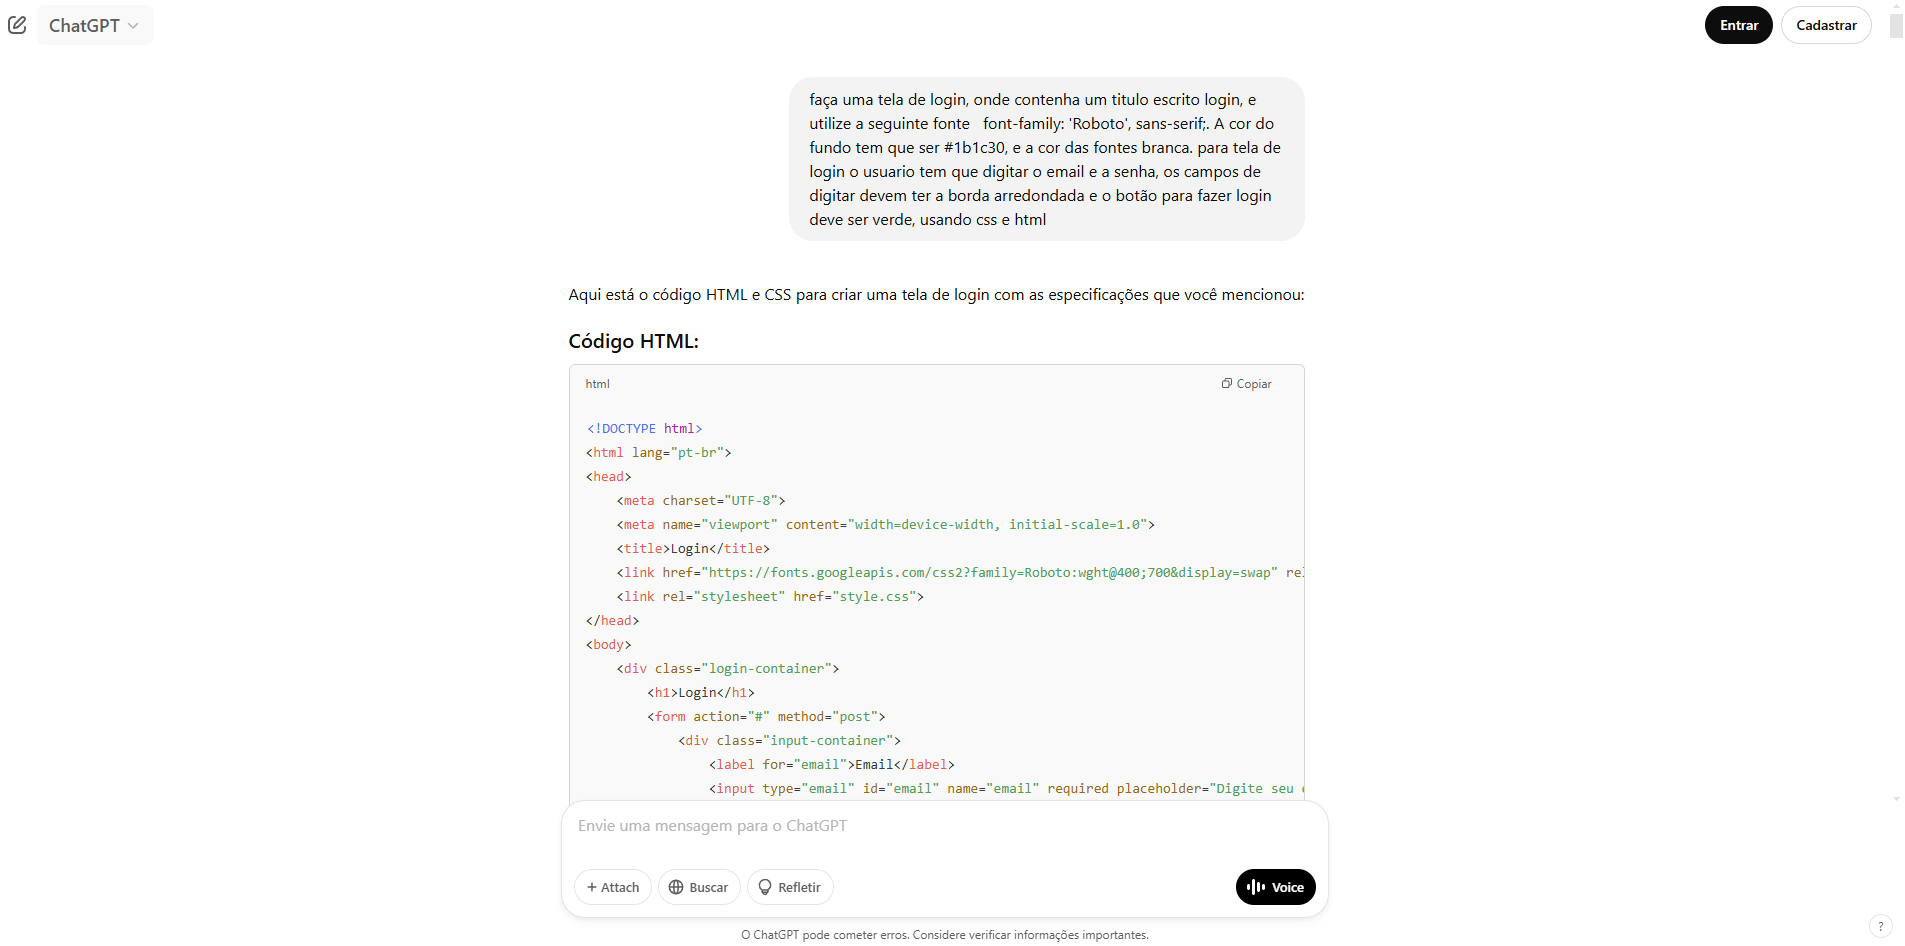 ChatGPT
Entrar
Cadastrar
faça uma tela de login, onde contenha um titulo escrito login, e
utilize a seguinte fonte   font-family: 'Roboto', sans-serif;. A cor do
fundo tem que ser #1b1c30, e a cor das fontes branca. para tela de
login o usuario tem que digitar o email e a senha, os campos de
digitar devem ter a borda arredondada e o botão para fazer login
deve ser verde, usando css e html
Aqui está o código HTML e CSS para criar uma tela de login com as especificações que você mencionou:
Código HTML:
html
Copiar
<!DOCTYPE html>
<html lang="pt-br">
<head>
    <meta charset="UTF-8">
    <meta name="viewport" content="width=device-width, initial-scale=1.0">
    <title>Login</title>
    <link href="https://fonts.googleapis.com/css2?family=Roboto:wght@400;700&display=swap" re
    <link rel="stylesheet" href="style.css">
</head>
<body>
    <div class="login-container">
        <h1>Login</h1>
        <form action="#" method="post">
            <div class="input-container">
                <label for="email">Email</label>
                <input type="email" id="email" name="email" required placeholder="Digite seu
Envie uma mensagem para o ChatGPT
+ Attach
Buscar
Refletir
Voice
O ChatGPT pode cometer erros. Considere verificar informações importantes.
?